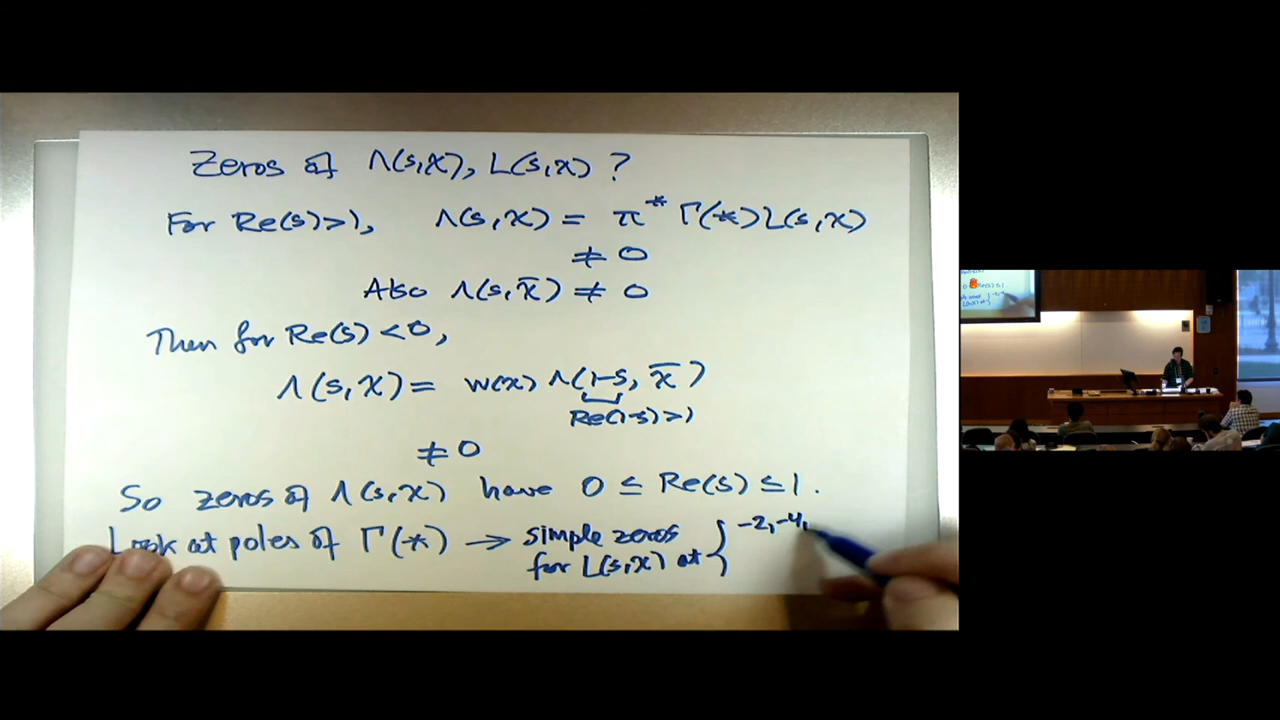 Zeros of Λ(s,χ), L(s,χ) ?
For Re(s)>1, Λ(s,χ) = π^* Γ(*) L(s,χ)
≠ 0
Also Λ(s,χ̄) ≠ 0
Then for Re(s) < 0,
Λ(s,χ) = W(χ) Λ(1-s, χ̄)
Re(1-s)>1
≠ 0
So zeros of Λ(s,χ) have 0 ≤ Re(s) ≤ 1.
Look at poles of Γ(*) → simple zeros for L(s,χ) at { -2, -4,